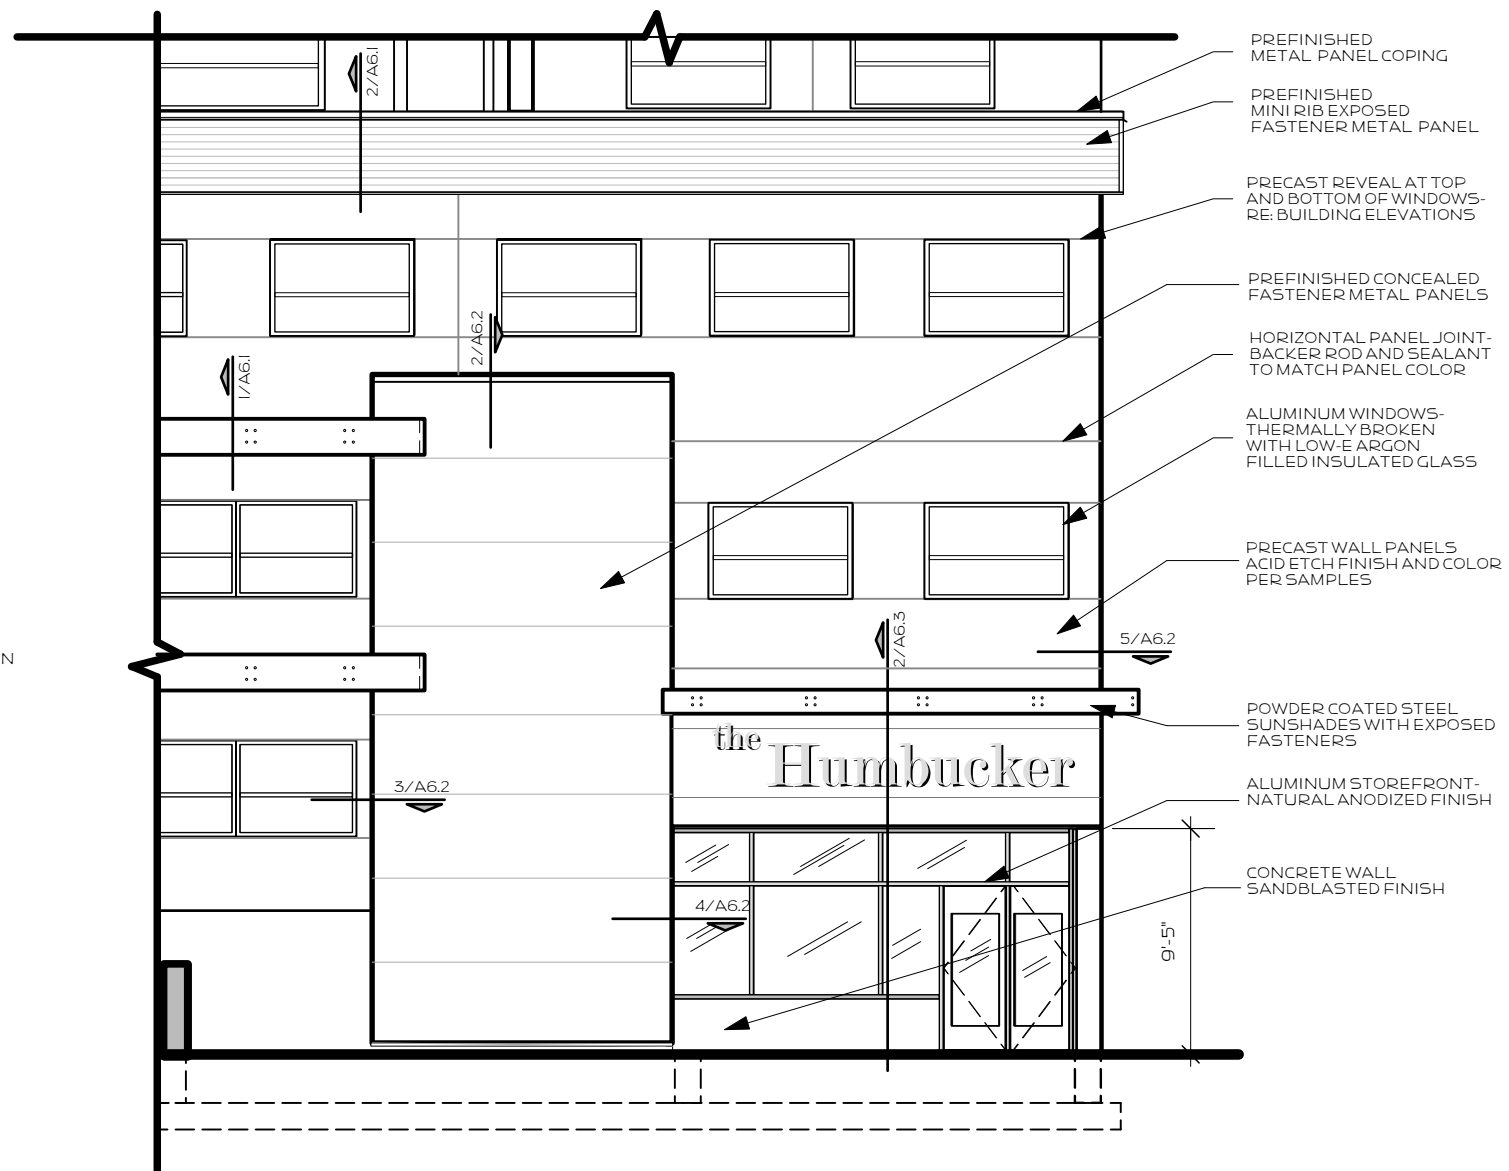 PREFINISHED
METAL PANEL COPING
PREFINISHED
MINI RIB EXPOSED
FASTENER METAL PANEL
PRECAST REVEAL AT TOP
AND BOTTOM OF WINDOWS-
RE: BUILDING ELEVATIONS
PREFINISHED CONCEALED
FASTENER METAL PANELS
HORIZONTAL PANEL JOINT-
BACKER ROD AND SEALANT
TO MATCH PANEL COLOR
ALUMINUM WINDOWS-
THERMALLY BROKEN
WITH LOW-E ARGON
FILLED INSULATED GLASS
PRECAST WALL PANELS
ACID ETCH FINISH AND COLOR
PER SAMPLES
POWDER COATED STEEL
SUNSHADES WITH EXPOSED
FASTENERS
ALUMINUM STOREFRONT-
NATURAL ANODIZED FINISH
CONCRETE WALL
SANDBLASTED FINISH
2/A6.1
2/A6.2
1/A6.1
2/A6.3
5/A6.2
N
the
Humbucker
3/A6.2
4/A6.2
9'-5"